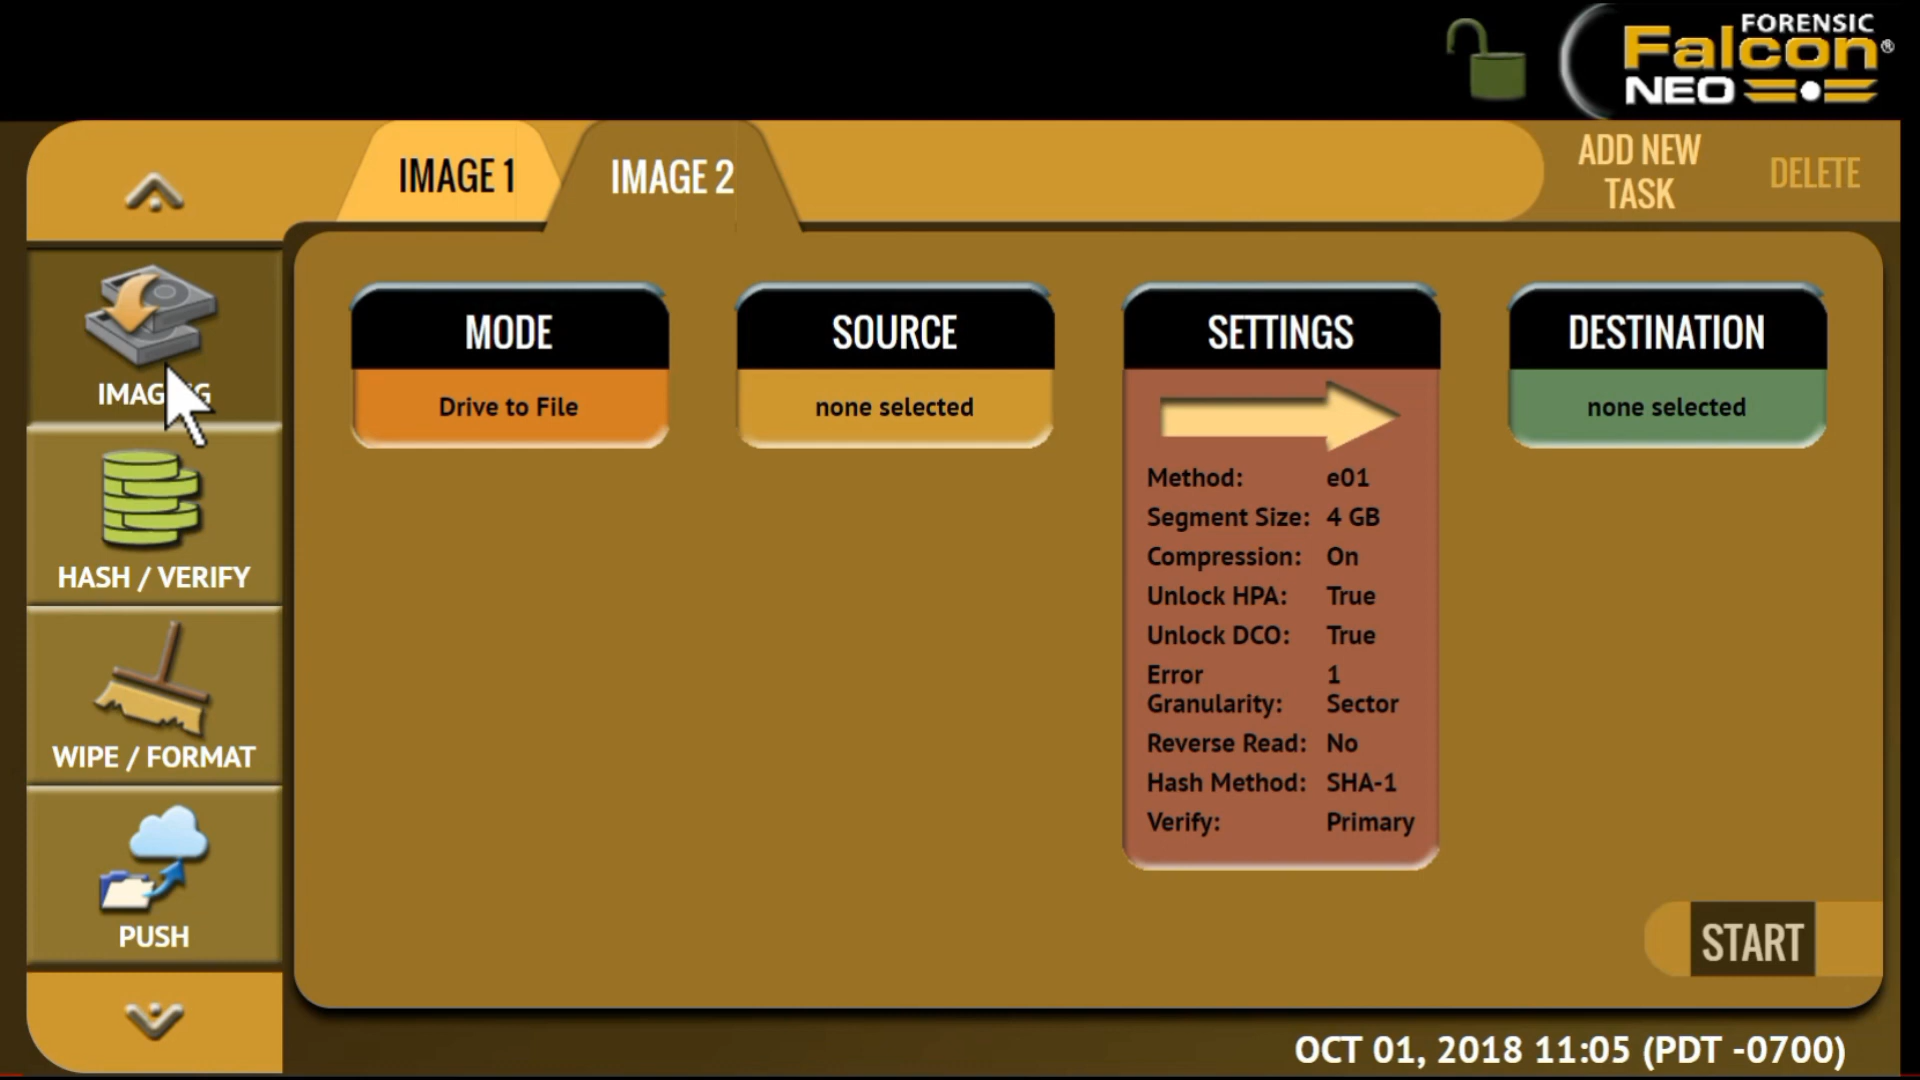 FORENSIC
Falcon®
NEO
IMAGE 1
IMAGE 2
ADD NEW
TASK
DELETE
IMAGING
HASH / VERIFY
WIPE / FORMAT
PUSH
MODE
Drive to File
SOURCE
none selected
SETTINGS
Method: e01
Segment Size: 4 GB
Compression: On
Unlock HPA: True
Unlock DCO: True
Error 1
Granularity: Sector
Reverse Read: No
Hash Method: SHA-1
Verify: Primary
DESTINATION
none selected
START
OCT 01, 2018 11:05 (PDT -0700)